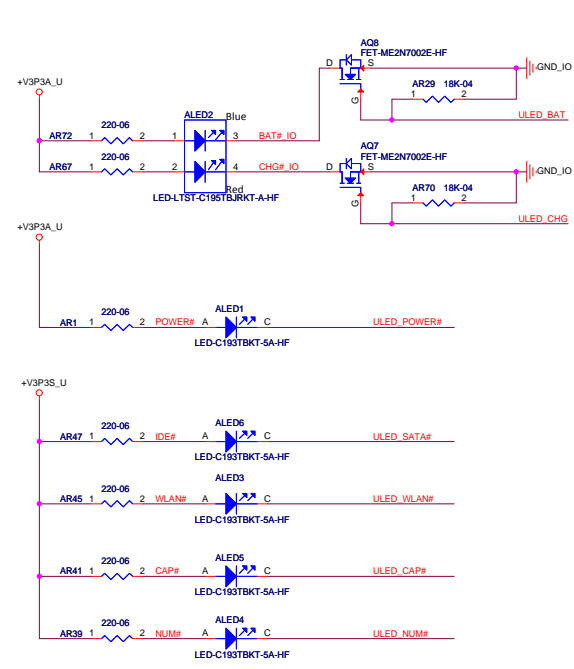 AQ8
FET-ME2N7002E-HF
D
S
GND_IO
+V3P3A_U
G
AR29 18K-04
1 2
ULED_BAT
220-06
ALED2
Blue
AR72 1 2 1 3 BAT#_IO
AQ7
FET-ME2N7002E-HF
220-06
AR67 1 2 2 4 CHG#_IO
D
S
GND_IO
G
AR70 18K-04
1 2
Red
LED-LTST-C195TBJRKT-A-HF
ULED_CHG
+V3P3A_U
220-06
ALED1
AR1 1 2 POWER# A C ULED_POWER#
LED-C193TBKT-5A-HF
+V3P3S_U
220-06
ALED6
AR47 1 2 IDE# A C ULED_SATA#
LED-C193TBKT-5A-HF
220-06
ALED3
AR45 1 2 WLAN# A C ULED_WLAN#
LED-C193TBKT-5A-HF
220-06
ALED5
AR41 1 2 CAP# A C ULED_CAP#
LED-C193TBKT-5A-HF
220-06
ALED4
AR39 1 2 NUM# A C ULED_NUM#
LED-C193TBKT-5A-HF